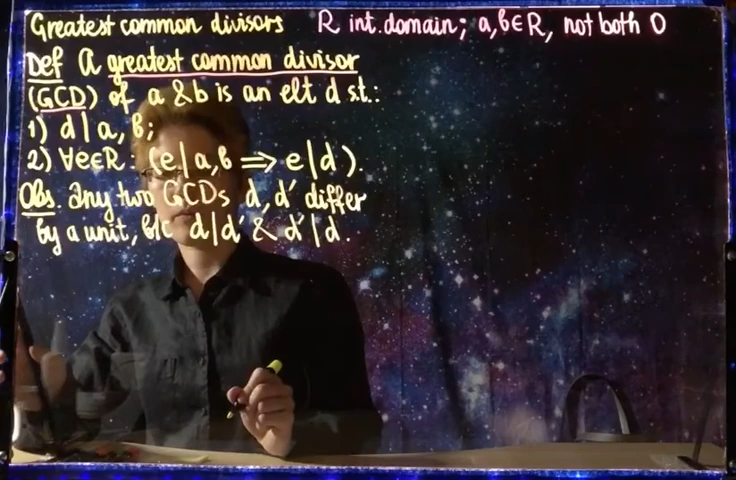 Greatest common divisors R int. domain; a, b ∈ R, not both 0
Def A greatest common divisor
(GCD) of a & b is an elt d s.t.:
1) d | a, b;
2) ∀e∈R: (e | a, b ⟹ e | d).
Obs. Any two GCDs d, d' differ
by a unit, b/c d | d' & d' | d.